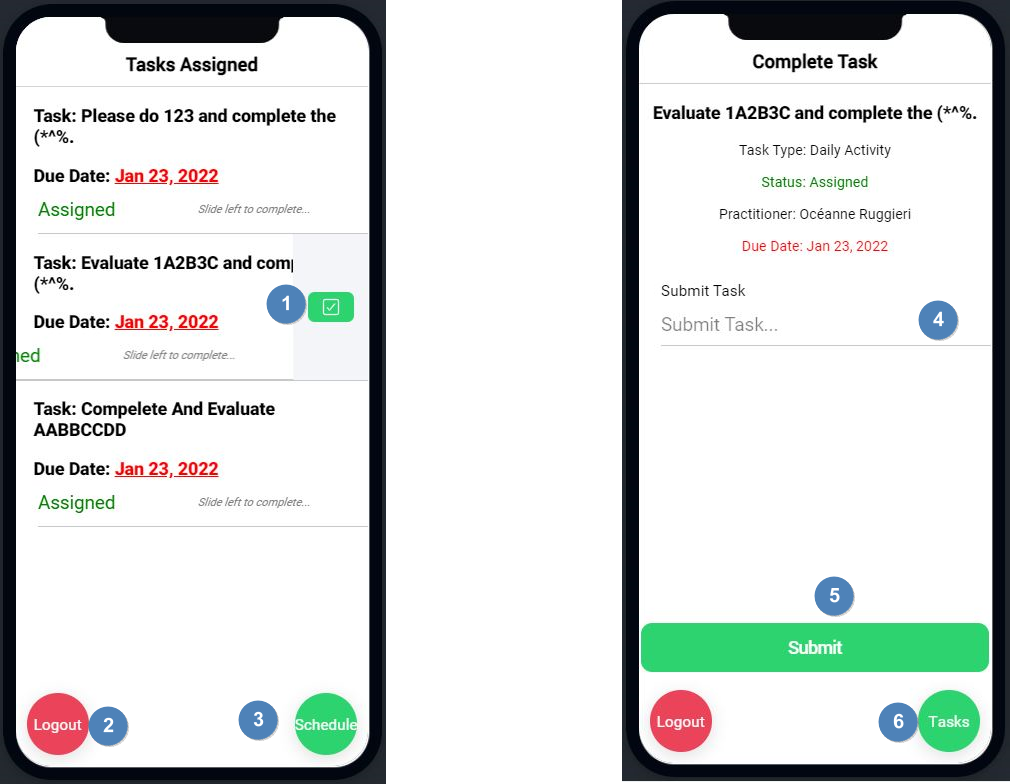 Tasks Assigned
Task: Please do 123 and complete the
(*^%.
Due Date: Jan 23, 2022
Assigned Slide left to complete...
Task: Evaluate 1A2B3C and comp
(*^%.
1
Due Date: Jan 23, 2022
ned Slide left to complete...
Task: Compelete And Evaluate
AABBCCDD
Due Date: Jan 23, 2022
Assigned Slide left to complete...
Logout 2 3 Schedule
Complete Task
Evaluate 1A2B3C and complete the (*^%.
Task Type: Daily Activity
Status: Assigned
Practitioner: Océanne Ruggieri
Due Date: Jan 23, 2022
Submit Task
Submit Task... 4
5
Submit
Logout 6 Tasks